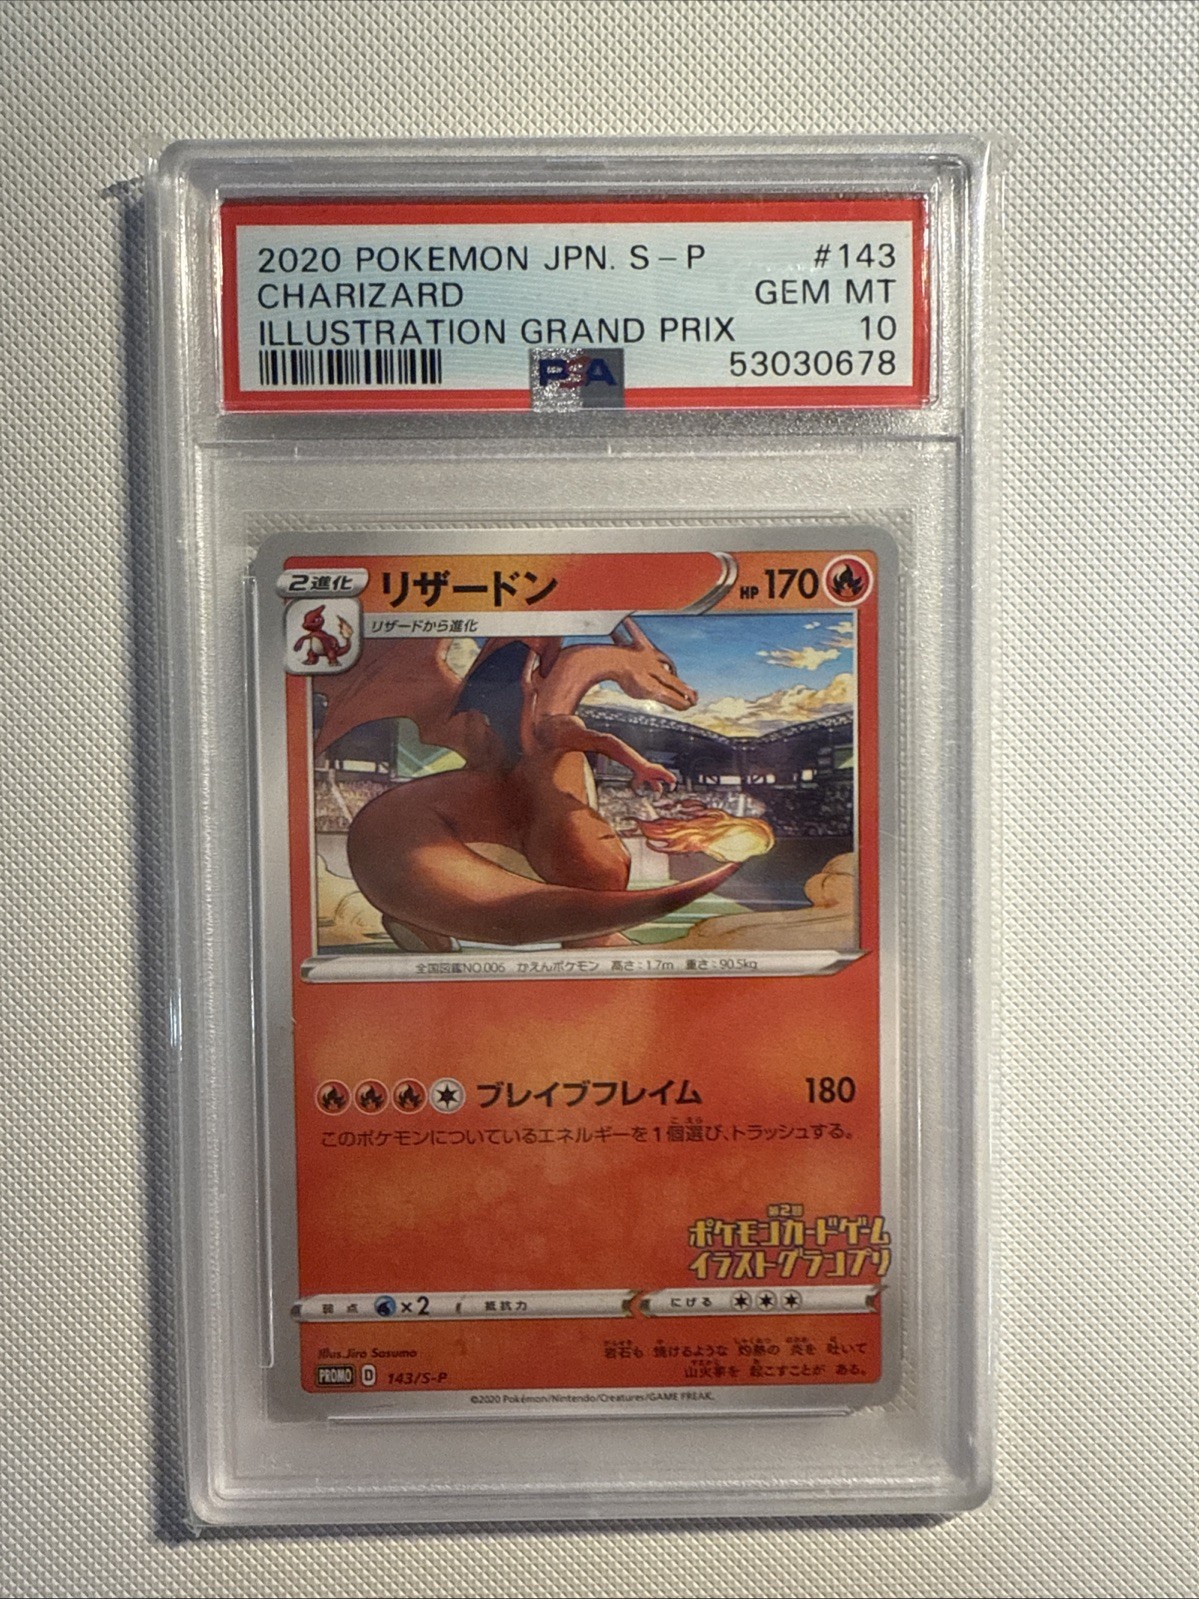 2020 POKEMON JPN. S-P #143
CHARIZARD GEM MT
ILLUSTRATION GRAND PRIX 10
PSA 53030678
2進化 リザードン HP 170
リザードから進化
全国図鑑NO.006 かえんポケモン 高さ:1.7m 重さ:90.5kg
ブレイブフレイム 180
このポケモンについているエネルギーを1個選び、トラッシュする。
第2回
ポケモンカードゲーム
イラストグランプリ
弱点 ×2 抵抗力 にげる
Illus.Jiro Sasumo
岩石も 焼けるような 灼熱の 炎を 吐いて
山火事を 起こすことが ある。
PROMO D 143/S-P
©2020 Pokémon/Nintendo/Creatures/GAME FREAK.